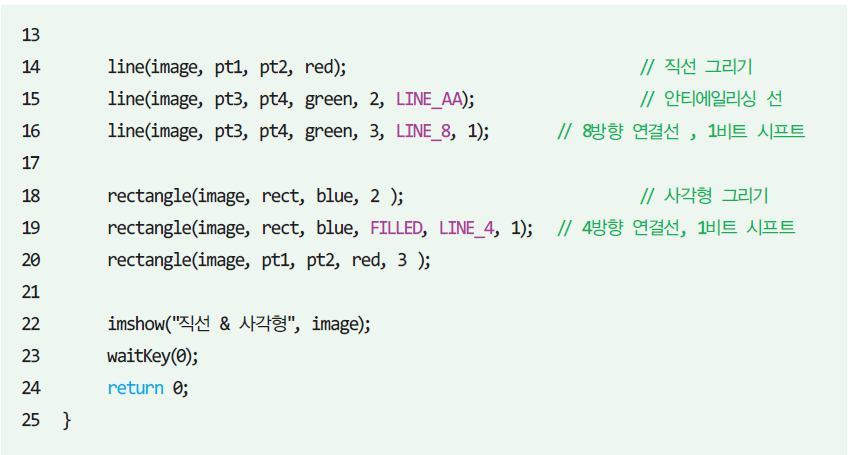 13
14 line(image, pt1, pt2, red); // 직선 그리기
15 line(image, pt3, pt4, green, 2, LINE_AA); // 안티에일리싱 선
16 line(image, pt3, pt4, green, 3, LINE_8, 1); // 8방향 연결선 , 1비트 시프트
17
18 rectangle(image, rect, blue, 2 ); // 사각형 그리기
19 rectangle(image, rect, blue, FILLED, LINE_4, 1); // 4방향 연결선, 1비트 시프트
20 rectangle(image, pt1, pt2, red, 3 );
21
22 imshow("직선 & 사각형", image);
23 waitKey(0);
24 return 0;
25 }